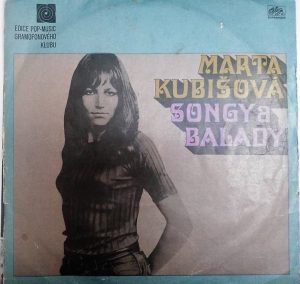 EDICE POP-MUSIC
GRAMOFONOVÉHO
KLUBU
MARTA
KUBIŠOVÁ
SONGY &
BALADY